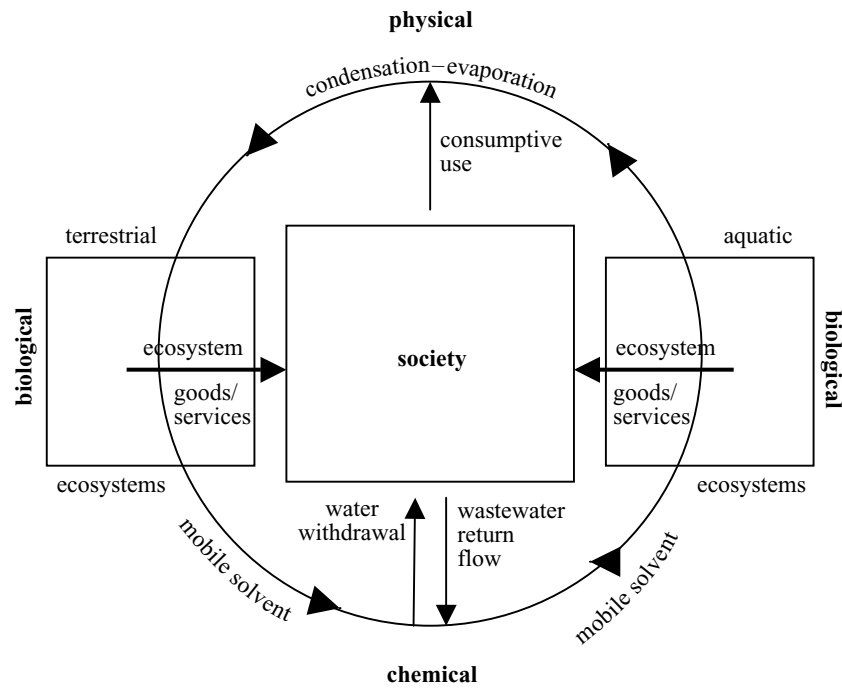 physical
condensation–evaporation
consumptive
use
terrestrial
aquatic
biological
ecosystem
goods/
services
society
ecosystem
goods/
services
biological
ecosystems
ecosystems
water
withdrawal
wastewater
return
flow
mobile solvent
mobile solvent
chemical